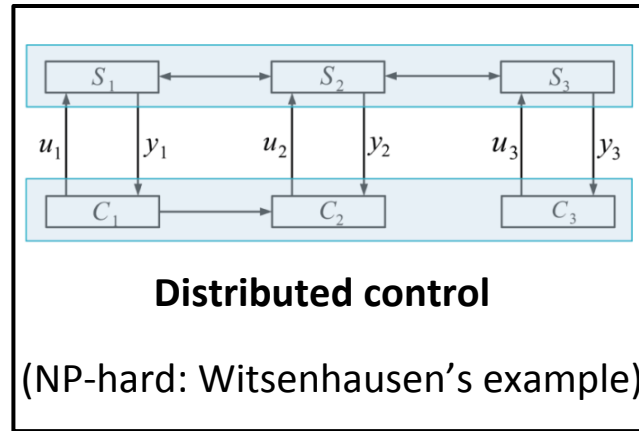 S₁ S₂ S₃
u₁ y₁ u₂ y₂ u₃ y₃
C₁ C₂ C₃
Distributed control
(NP-hard: Witsenhausen’s example)